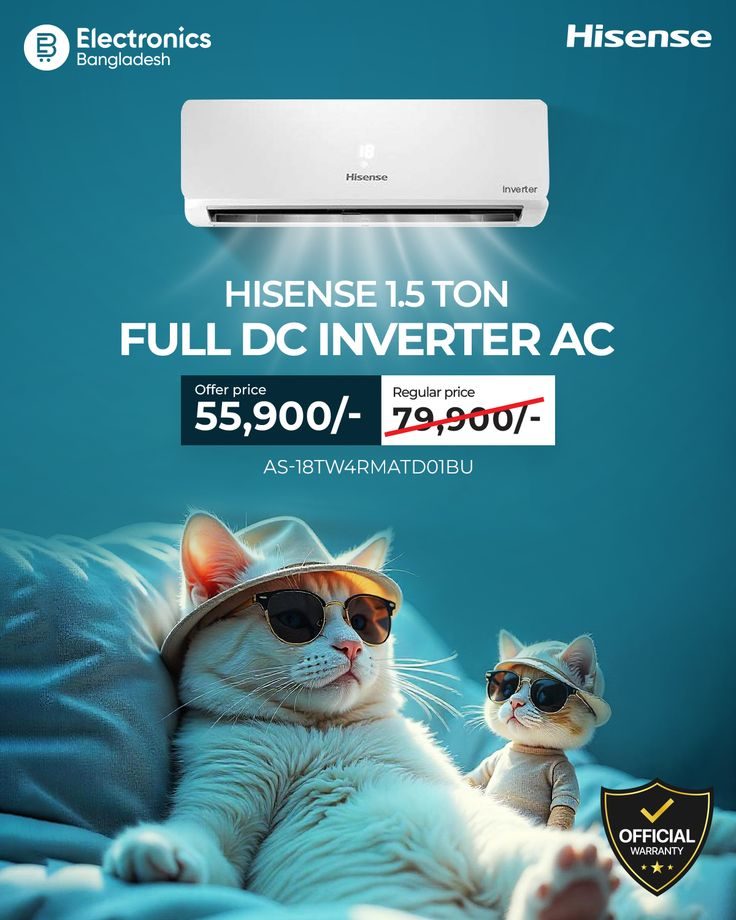 Electronics
Bangladesh
Hisense
18
Hisense
Inverter
HISENSE 1.5 TON
FULL DC INVERTER AC
Offer price
55,900/-
Regular price
79,900/-
AS-18TW4RMATD01BU
OFFICIAL
WARRANTY